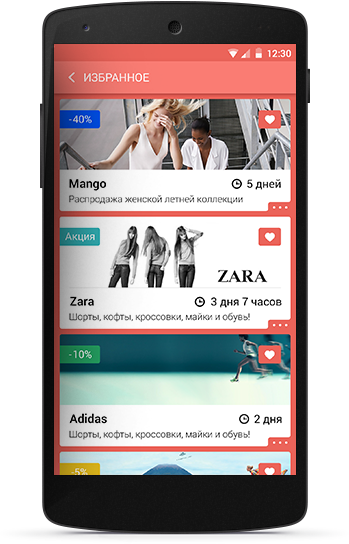 12:30
ИЗБРАННОЕ
-40%
Mango
5 дней
Распродажа женской летней коллекции
Акция
ZARA
Zara
3 дня 7 часов
Шорты, кофты, кроссовки, майки и обувь!
-10%
Adidas
2 дня
Шорты, кофты, кроссовки, майки и обувь!
-5%